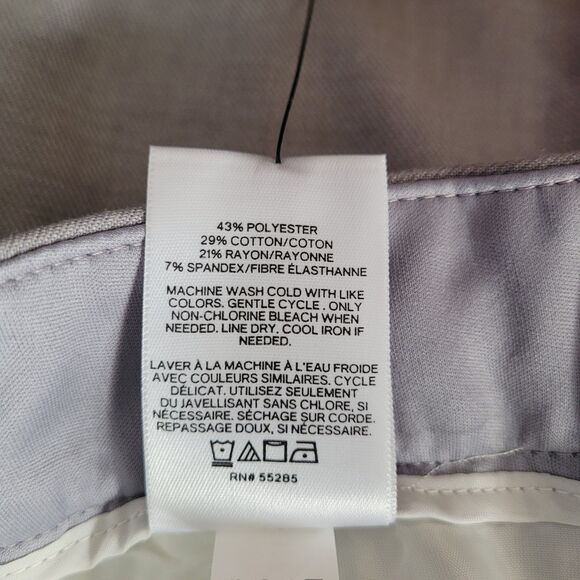 43% POLYESTER
29% COTTON/COTON
21% RAYON/RAYONNE
7% SPANDEX/FIBRE ÉLASTHANNE
MACHINE WASH COLD WITH LIKE
COLORS. GENTLE CYCLE . ONLY
NON-CHLORINE BLEACH WHEN
NEEDED. LINE DRY. COOL IRON IF
NEEDED.
LAVER À LA MACHINE À L'EAU FROIDE
AVEC COULEURS SIMILAIRES. CYCLE
DÉLICAT. UTILISEZ SEULEMENT
DU JAVELLISANT SANS CHLORE, SI
NÉCESSAIRE. SÉCHAGE SUR CORDE.
REPASSAGE DOUX, SI NÉCESSAIRE.
RN# 55285